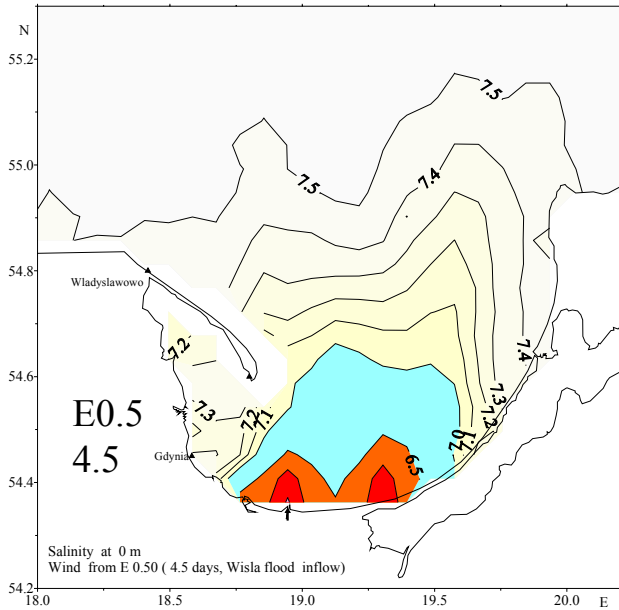 N
55.2
55.0
54.8
54.6
54.4
54.2
7.5
7.5
7.4
Wladyslawowo
7.2
7.4
7.3
7.3
7.2
7.2
7.1
7.1
7.0
6.5
E0.5
4.5
Gdynia
Salinity at 0 m
Wind from E 0.50 ( 4.5 days, Wisla flood inflow)
18.0 18.5 19.0 19.5 20.0 E